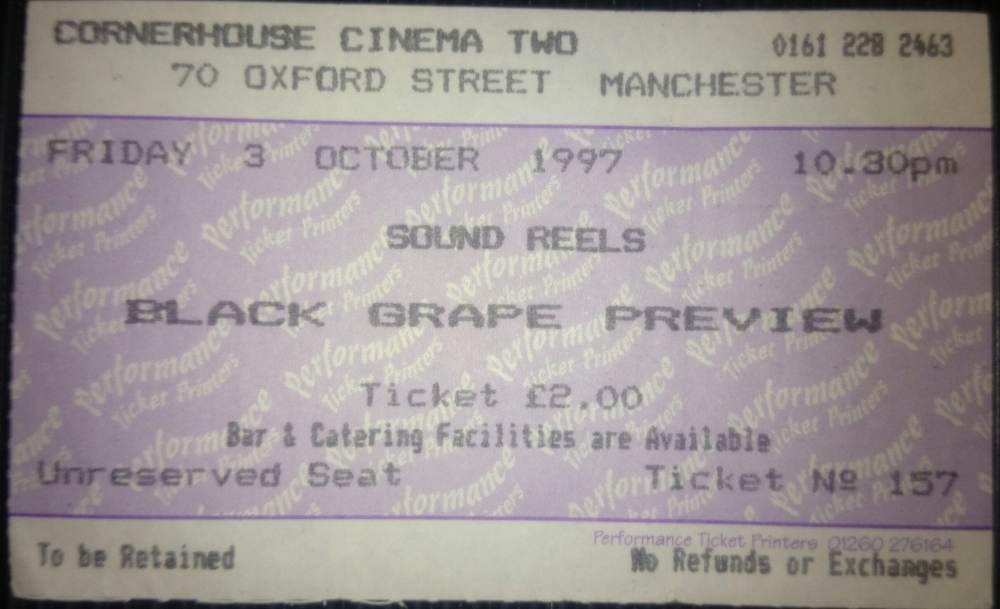 CORNERHOUSE CINEMA TWO 0161 228 2463
70 OXFORD STREET MANCHESTER
FRIDAY 3 OCTOBER 1997 10.30pm
SOUND REELS
BLACK GRAPE PREVIEW
Ticket £2.00
Bar & Catering Facilities are Available
Unreserved Seat Ticket Nº 157
Performance Ticket Printers 01260 276164
To be Retained No Refunds or Exchanges